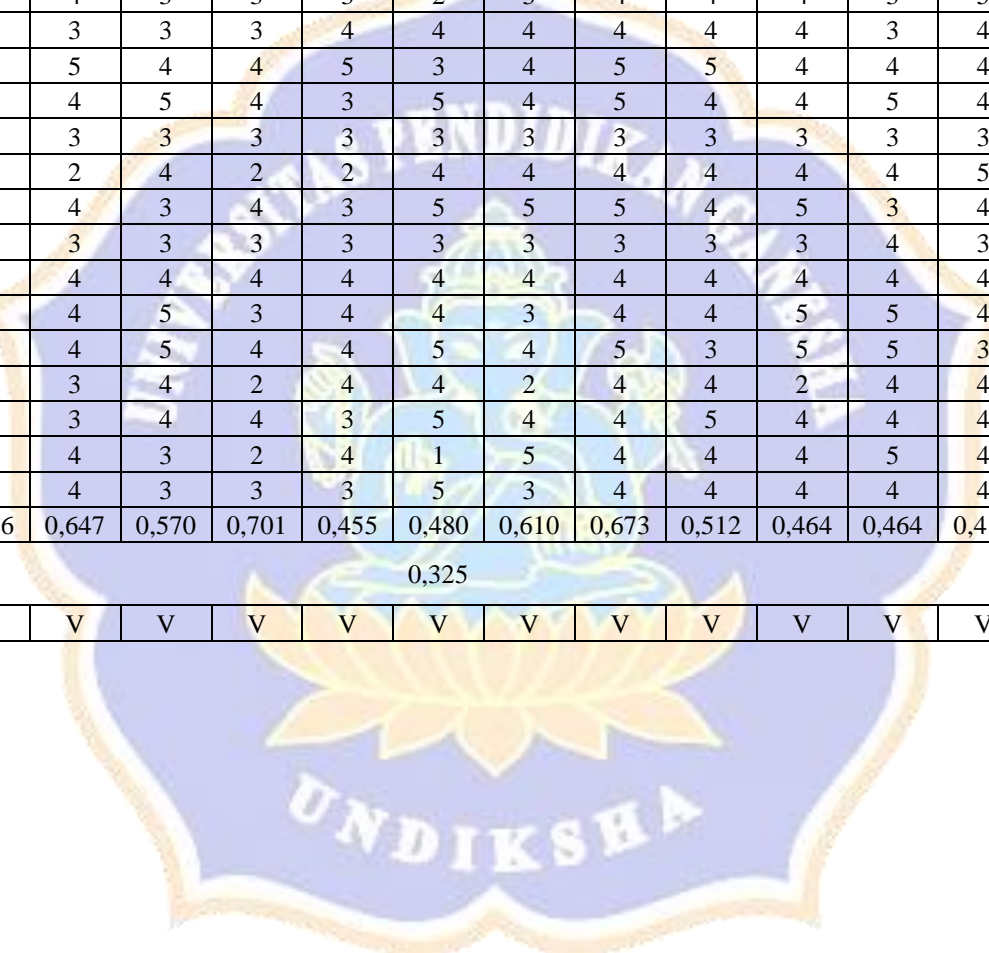 3 3 3 4 4 4 4 4 4 3 4
5 4 4 5 3 4 5 5 4 4 4
4 5 4 3 5 4 5 4 4 5 4
3 3 3 3 3 3 3 3 3 3 3
2 4 2 2 4 4 4 4 4 4 5
4 3 4 3 5 5 5 4 5 3 4
3 3 3 3 3 3 3 3 3 4 3
4 4 4 4 4 4 4 4 4 4 4
4 5 3 4 4 3 4 4 5 5 4
4 5 4 4 5 4 5 3 5 5 3
3 4 2 4 4 2 4 4 2 4 4
3 4 4 3 5 4 4 5 4 4 4
4 3 2 4 1 5 4 4 4 5 4
4 3 3 3 5 3 4 4 4 4 4
6 0,647 0,570 0,701 0,455 0,480 0,610 0,673 0,512 0,464 0,464 0,4
0,325
V V V V V V V V V V V
UNIVERSITAS PENDIDIKAN GANESHA
UNDIKSHA